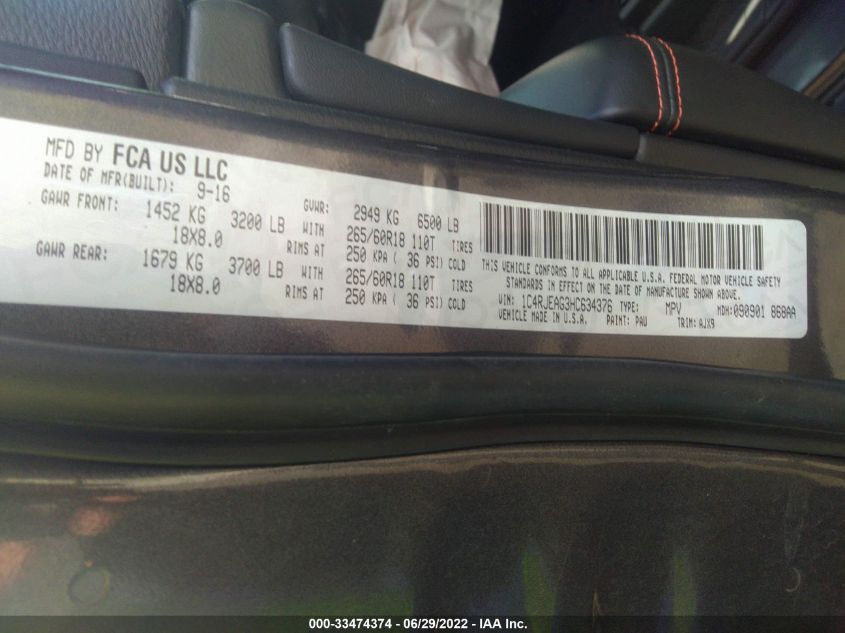 MFD BY FCA US LLC
DATE OF MFR(BUILT): 9-16
GVWR: 2949 KG 6500 LB
GAWR FRONT: 1452 KG 3200 LB WITH 265/60R18 110T TIRES
18X8.0 RIMS AT 250 KPA ( 36 PSI) COLD
GAWR REAR: 1679 KG 3700 LB WITH 265/60R18 110T TIRES
18X8.0 RIMS AT 250 KPA ( 36 PSI) COLD
THIS VEHICLE CONFORMS TO ALL APPLICABLE U.S.A. FEDERAL MOTOR VEHICLE SAFETY
STANDARDS IN EFFECT ON THE DATE OF MANUFACTURE SHOWN ABOVE.
VIN: 1C4RJEAG3HC634376 TYPE: MPV MDH:090901 868AA
VEHICLE MADE IN U.S.A. PAINT: PAU TRIM: AJX9
000-33474374 - 06/29/2022 - IAA Inc.